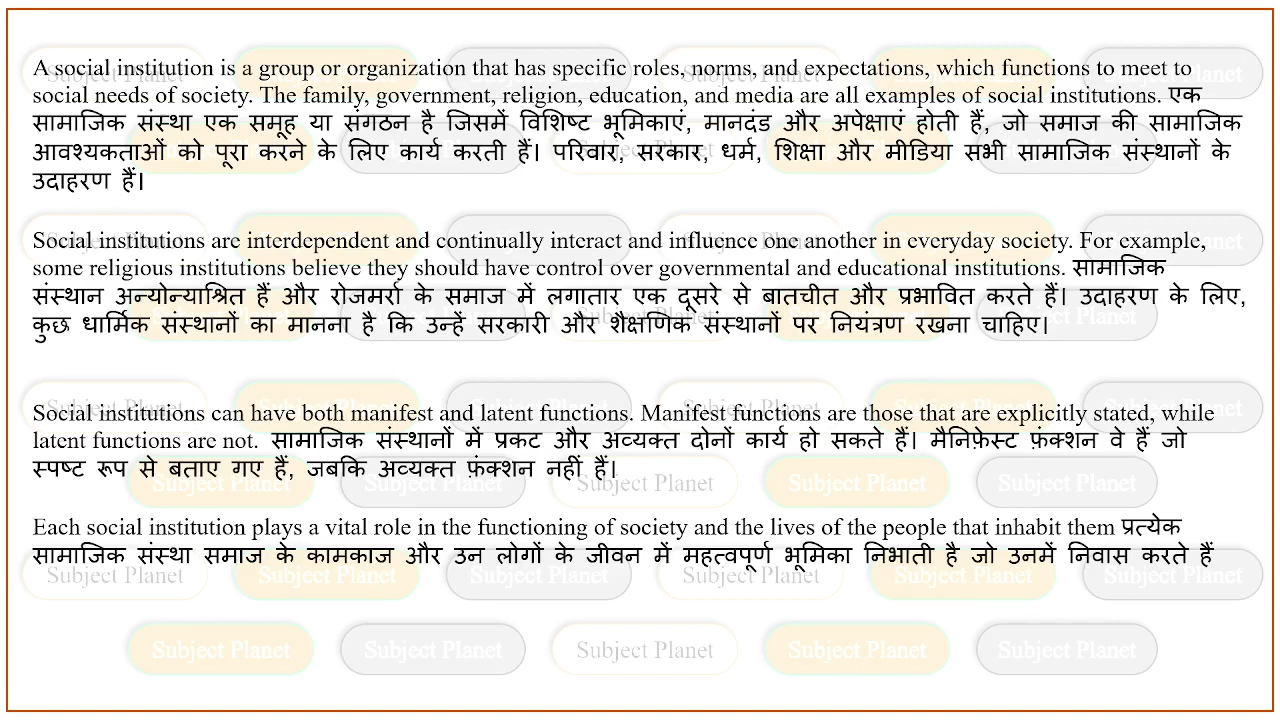 A social institution is a group or organization that has specific roles, norms, and expectations, which functions to meet to
social needs of society. The family, government, religion, education, and media are all examples of social institutions. एक
सामाजिक संस्था एक समूह या संगठन है जिसमें विशिष्ट भूमिकाएं, मानदंड और अपेक्षाएं होती हैं, जो समाज की सामाजिक
आवश्यकताओं को पूरा करने के लिए कार्य करती हैं। परिवार, सरकार, धर्म, शिक्षा और मीडिया सभी सामाजिक संस्थानों के
उदाहरण हैं।
Social institutions are interdependent and continually interact and influence one another in everyday society. For example,
some religious institutions believe they should have control over governmental and educational institutions. सामाजिक
संस्थान अन्योन्याश्रित हैं और रोजमर्रा के समाज में लगातार एक दूसरे से बातचीत और प्रभावित करते हैं। उदाहरण के लिए,
कुछ धार्मिक संस्थानों का मानना है कि उन्हें सरकारी और शैक्षणिक संस्थानों पर नियंत्रण रखना चाहिए।
Social institutions can have both manifest and latent functions. Manifest functions are those that are explicitly stated, while
latent functions are not. सामाजिक संस्थानों में प्रकट और अव्यक्त दोनों कार्य हो सकते हैं। मैनिफ़ेस्ट फ़ंक्शन वे हैं जो
स्पष्ट रूप से बताए गए हैं, जबकि अव्यक्त फ़ंक्शन नहीं हैं।
Each social institution plays a vital role in the functioning of society and the lives of the people that inhabit them प्रत्येक
सामाजिक संस्था समाज के कामकाज और उन लोगों के जीवन में महत्वपूर्ण भूमिका निभाती है जो उनमें निवास करते हैं
Subject Planet Subject Planet Subject Planet Subject Planet Subject Planet